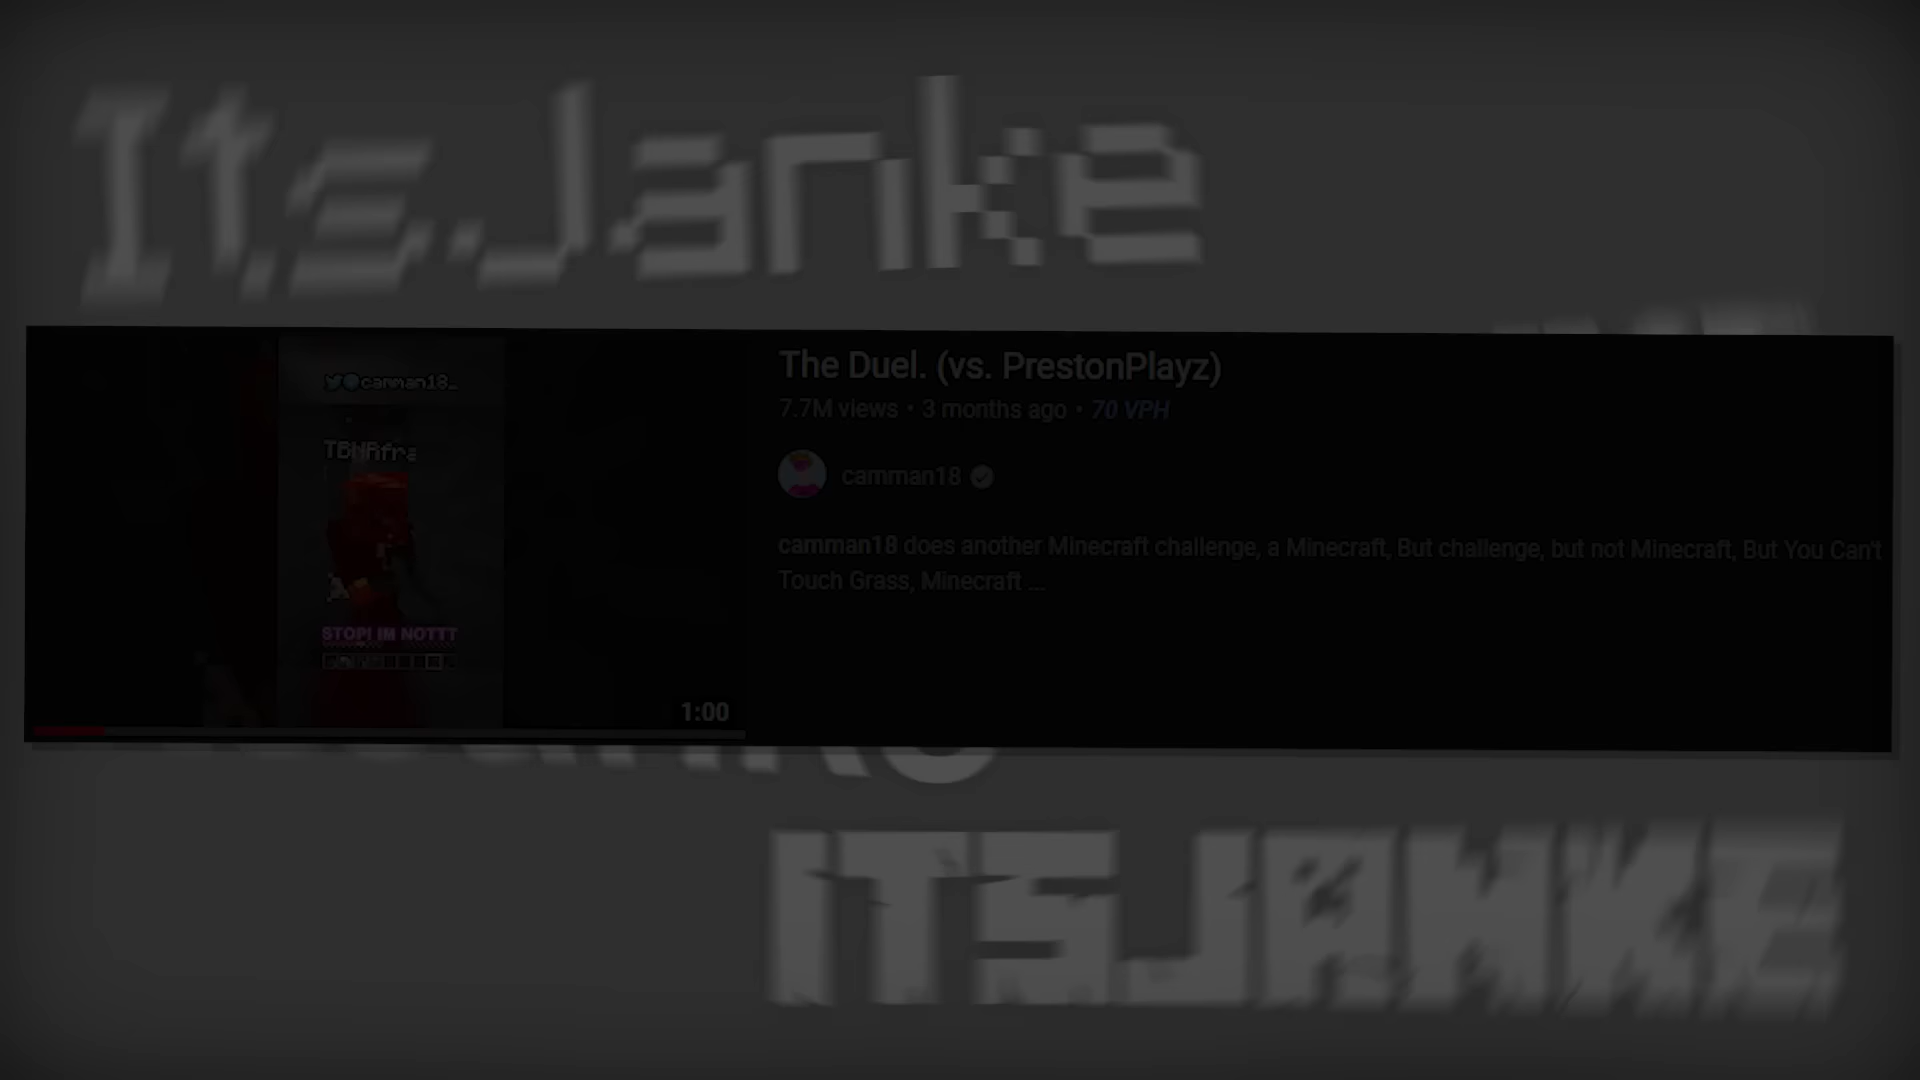 ItsJanke
@camman18_
The Duel. (vs. PrestonPlayz)
7.7M views • 3 months ago • 70 VPH
camman18
camman18 does another Minecraft challenge, a Minecraft, But challenge, but not Minecraft, But You Can't
Touch Grass, Minecraft ...
STOP! IM NOTTT
1:00
ITSJANKE